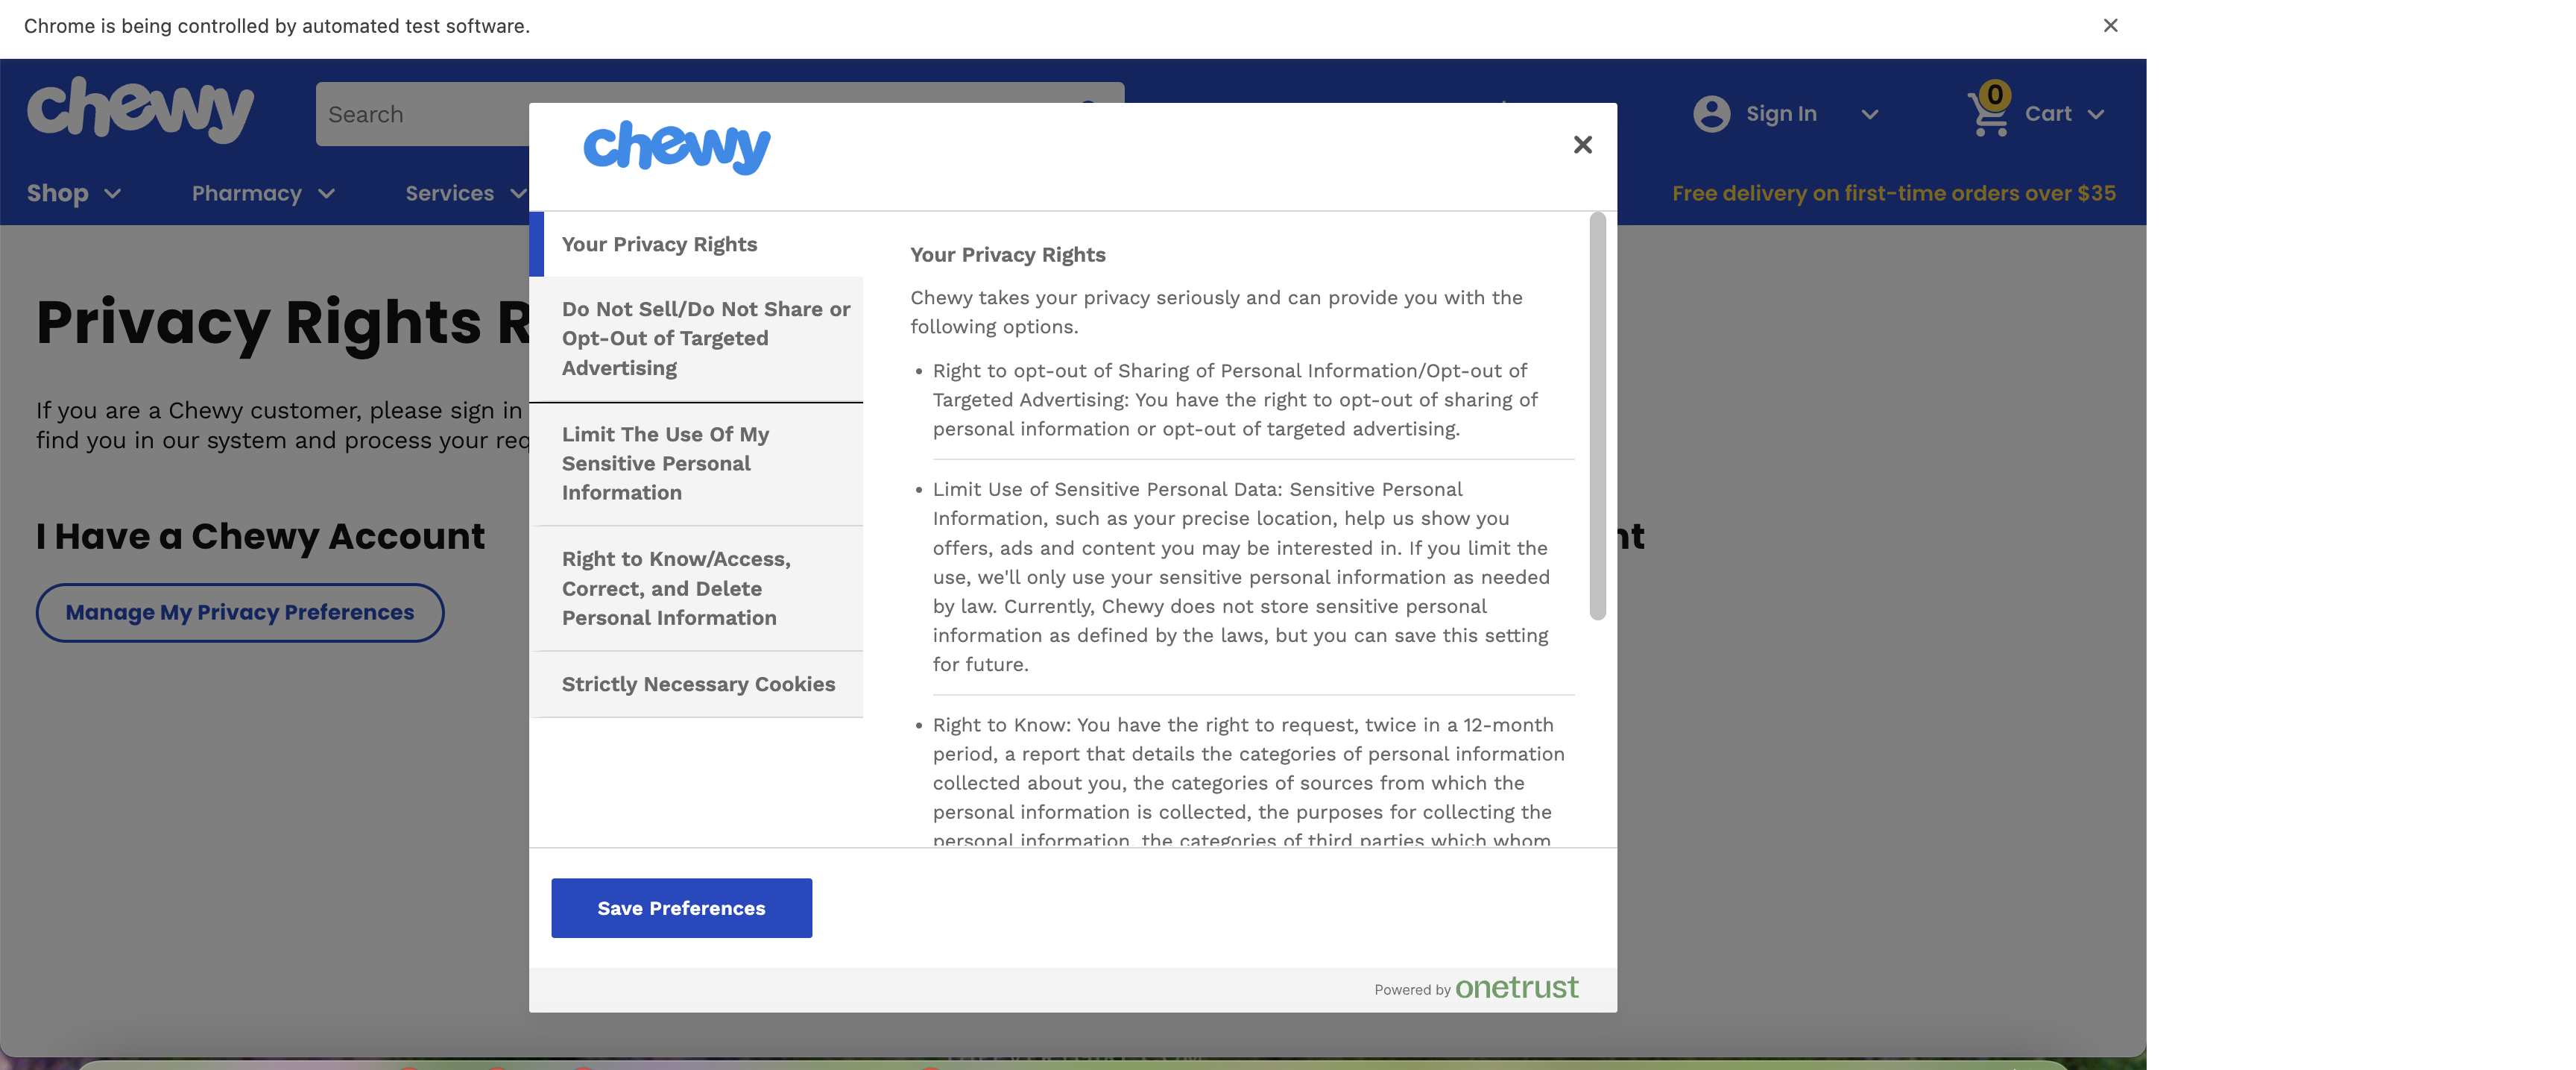 Chrome is being controlled by automated test software.
chewy
Search
Sign In
0
Cart
Shop
Pharmacy
Services
Free delivery on first-time orders over $35
Privacy Rights R
If you are a Chewy customer, please sign in
find you in our system and process your req
I Have a Chewy Account
Manage My Privacy Preferences
nt
chewy
Your Privacy Rights
Do Not Sell/Do Not Share or
Opt-Out of Targeted
Advertising
Limit The Use Of My
Sensitive Personal
Information
Right to Know/Access,
Correct, and Delete
Personal Information
Strictly Necessary Cookies
Your Privacy Rights
Chewy takes your privacy seriously and can provide you with the
following options.
• Right to opt-out of Sharing of Personal Information/Opt-out of
Targeted Advertising: You have the right to opt-out of sharing of
personal information or opt-out of targeted advertising.
• Limit Use of Sensitive Personal Data: Sensitive Personal
Information, such as your precise location, help us show you
offers, ads and content you may be interested in. If you limit the
use, we'll only use your sensitive personal information as needed
by law. Currently, Chewy does not store sensitive personal
information as defined by the laws, but you can save this setting
for future.
• Right to Know: You have the right to request, twice in a 12-month
period, a report that details the categories of personal information
collected about you, the categories of sources from which the
personal information is collected, the purposes for collecting the
personal information, the categories of third parties which whom
Save Preferences
Powered by onetrust